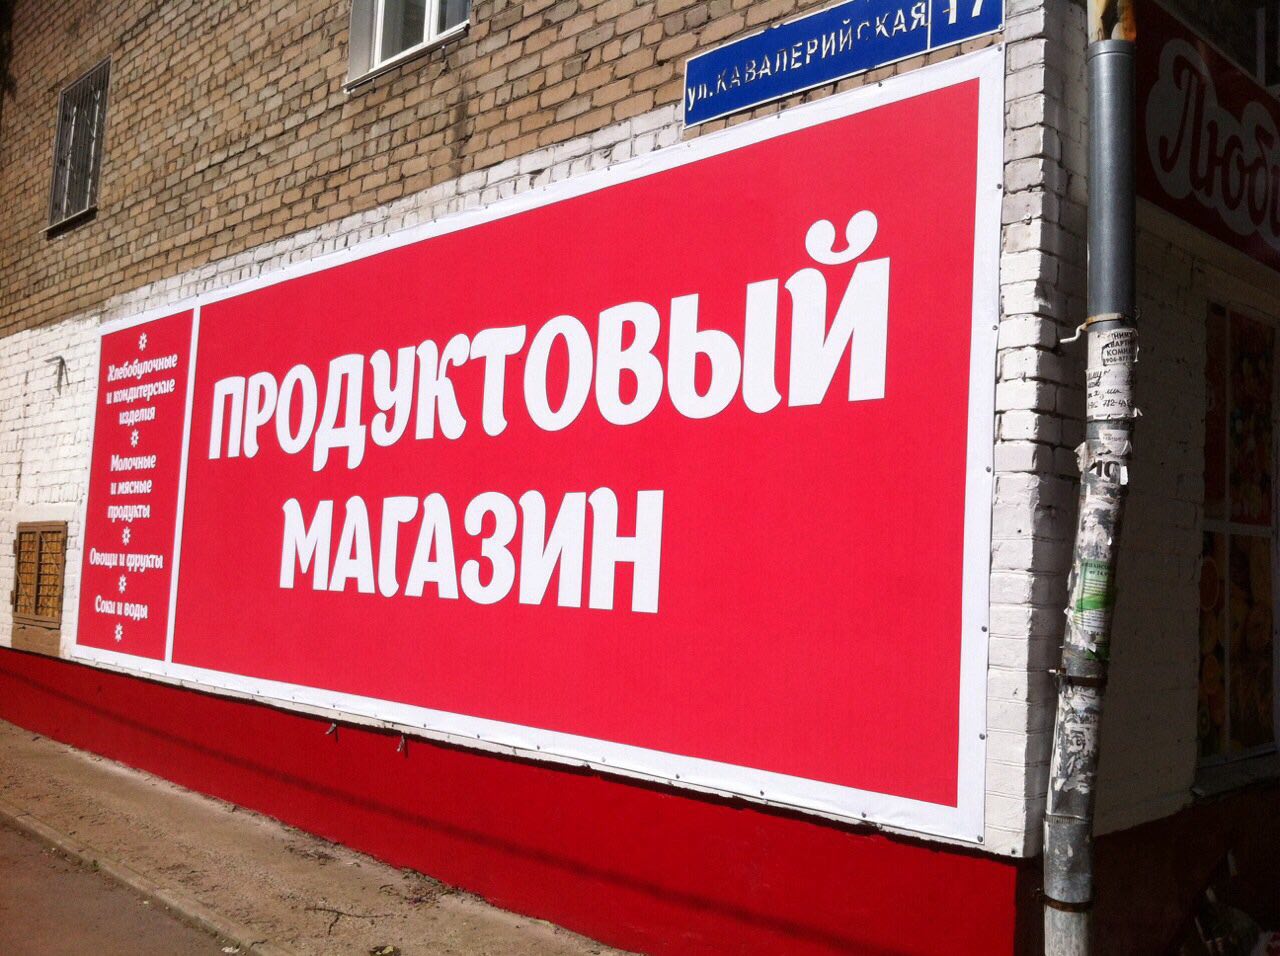 ул. КАВАЛЕРИЙСКАЯ 17
ПРОДУКТОВЫЙ
МАГАЗИН
Хлебобулочные
и кондитерские
изделия
Молочные
и мясные
продукты
Овощи и фрукты
Соки и воды